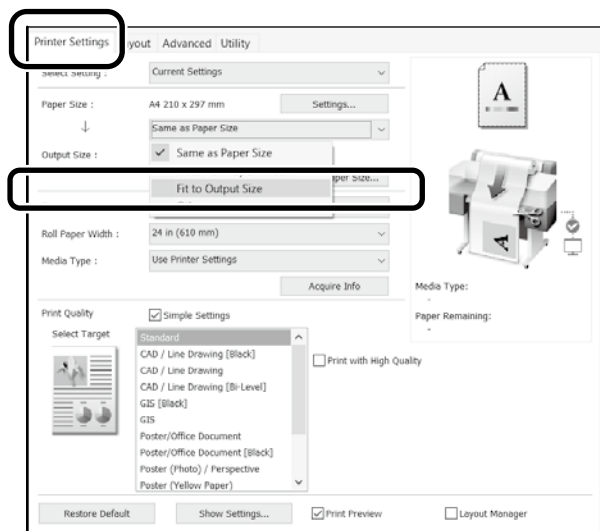 Printer Settings yout Advanced Utility
Select Setting : Current Settings
Paper Size : A4 210 x 297 mm Settings...
Same as Paper Size
Output Size : Same as Paper Size
per Size...
Fit to Output Size
Roll Paper Width : 24 in (610 mm)
Media Type : Use Printer Settings
Acquire Info
Media Type:
-
Paper Remaining:
-
Print Quality Simple Settings
Select Target
Standard
CAD / Line Drawing [Black]
CAD / Line Drawing
CAD / Line Drawing [Bi-Level]
GIS [Black]
GIS
Poster/Office Document
Poster/Office Document [Black]
Poster (Photo) / Perspective
Poster (Yellow Paper)
Print with High Quality
Restore Default Show Settings... Print Preview Layout Manager
A
A